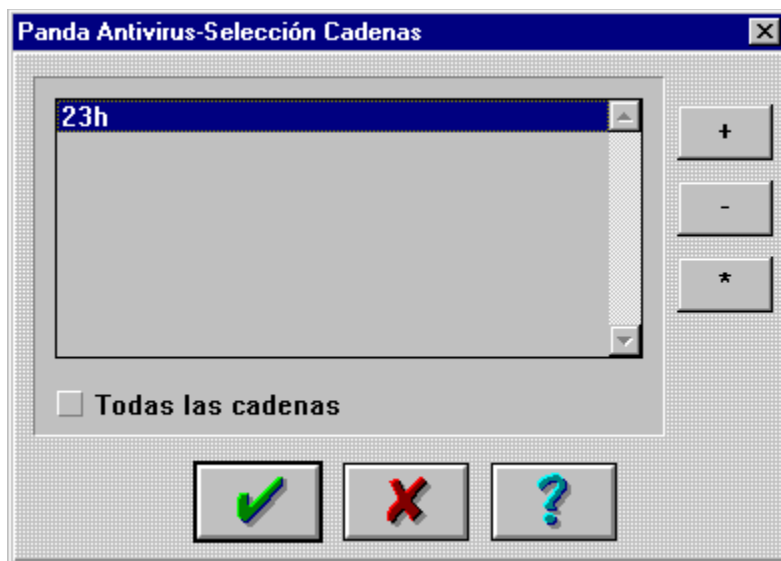 Panda Antivirus-Selección Cadenas
23h
+
-
*
Todas las cadenas
?